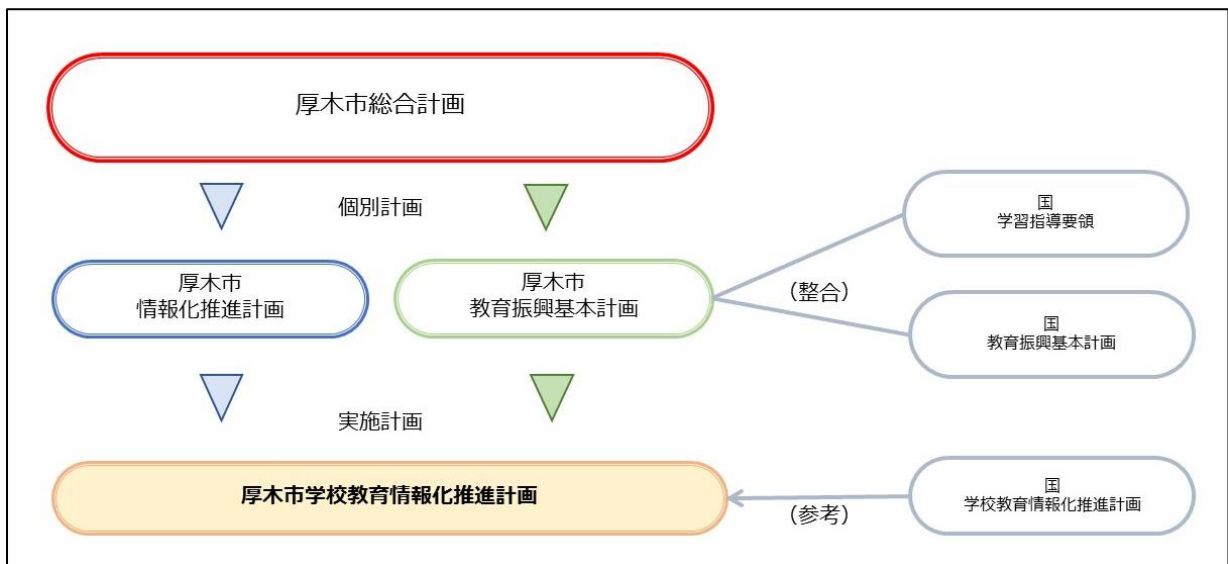 厚木市総合計画
個別計画
厚木市
情報化推進計画
厚木市
教育振興基本計画
(整合)
国
学習指導要領
国
教育振興基本計画
実施計画
厚木市学校教育情報化推進計画
(参考)
国
学校教育情報化推進計画